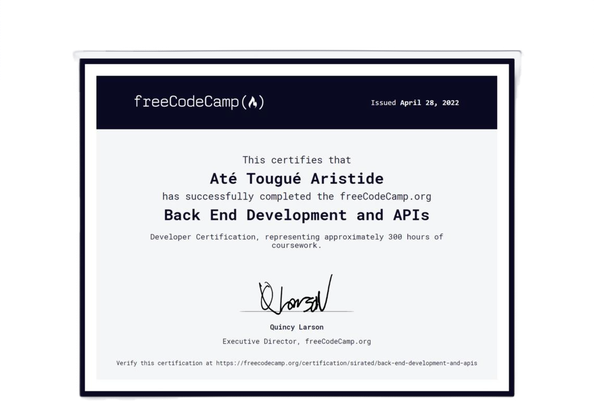 freeCodeCamp(🔥)
Issued April 28, 2022
This certifies that
Até Tougué Aristide
has successfully completed the freeCodeCamp.org
Back End Development and APIs
Developer Certification, representing approximately 300 hours of
coursework.
QLarson
Quincy Larson
Executive Director, freeCodeCamp.org
Verify this certification at https://freecodecamp.org/certification/sirated/back-end-development-and-apis